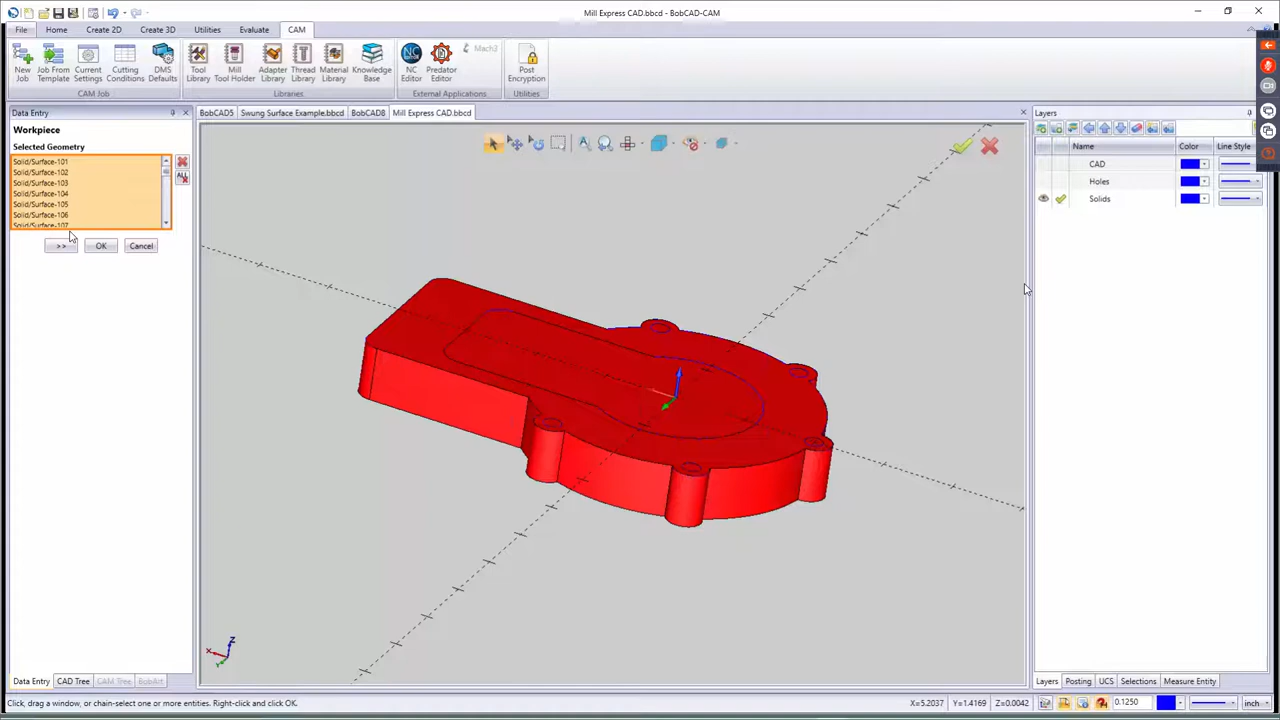 Mill Express CAD.bbcd - BobCAD-CAM
File Home Create 2D Create 3D Utilities Evaluate CAM
New Job
Job From Template
Current Settings
Cutting Conditions
DMS Defaults
Tool Library
Mill Tool Holder
Adapter Library
Thread Library
Material Library
Knowledge Base
NC Editor
Predator Editor
Mach3
Post Encryption
CAM Job Libraries External Applications Utilities
Data Entry
BobCAD5 Swung Surface Example.bbcd BobCAD8 Mill Express CAD.bbcd
Layers
Workpiece
Selected Geometry
Solid/Surface-101
Solid/Surface-102
Solid/Surface-103
Solid/Surface-104
Solid/Surface-105
Solid/Surface-106
Solid/Surface-107
ALL
>> OK Cancel
Name Color Line Style
CAD
Holes
Solids
Z
X
Y
Data Entry CAD Tree CAM Tree BobArt
Layers Posting UCS Selections Measure Entity
Click, drag a window, or chain-select one or more entities. Right-click and click OK.
X=5.2037 Y=1.4169 Z=0.0042 0.1250 inch